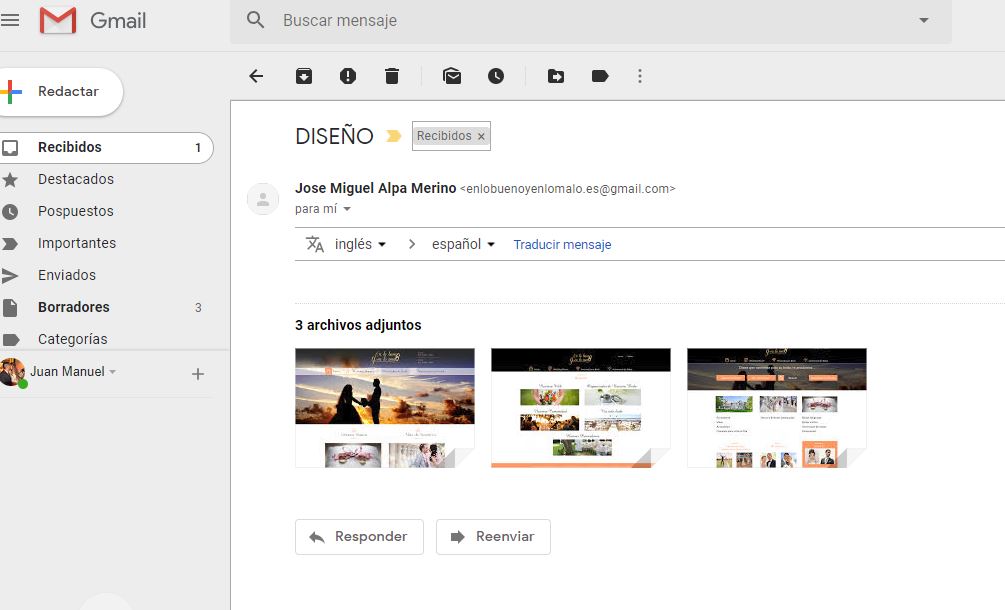 Gmail
Buscar mensaje
Redactar
Recibidos 1
Destacados
Pospuestos
Importantes
Enviados
Borradores 3
Categorías
Juan Manuel
DISEÑO Recibidos ×
Jose Miguel Alpa Merino <enlobuenoyenlomalo.es@gmail.com>
para mí
inglés > español Traducir mensaje
3 archivos adjuntos
Responder Reenviar